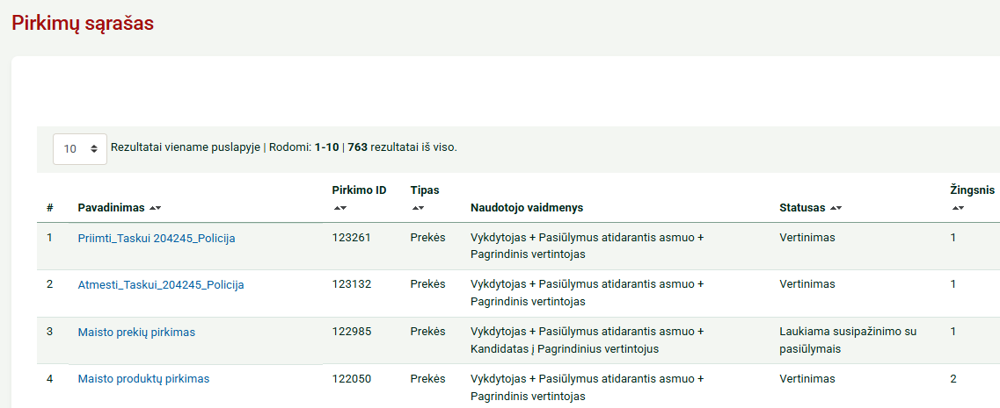 Pirkimų sąrašas
10 Rezultatai viename puslapyje | Rodomi: 1-10 | 763 rezultatai iš viso.
# Pavadinimas Pirkimo ID Tipas Naudotojo vaidmenys Statusas Žingsnis
1 Priimti_Taskui 204245_Policija 123261 Prekės Vykdytojas + Pasiūlymus atidarantis asmuo + Vertinimas 1
Pagrindinis vertintojas
2 Atmesti_Taskui_204245_Policija 123132 Prekės Vykdytojas + Pasiūlymus atidarantis asmuo + Vertinimas 1
Pagrindinis vertintojas
3 Maisto prekių pirkimas 122985 Prekės Vykdytojas + Pasiūlymus atidarantis asmuo + Laukiama susipažinimo su 1
Kandidatas į Pagrindinius vertintojus pasiūlymais
4 Maisto produktų pirkimas 122050 Prekės Vykdytojas + Pasiūlymus atidarantis asmuo + Vertinimas 2
Pagrindinis vertintojas